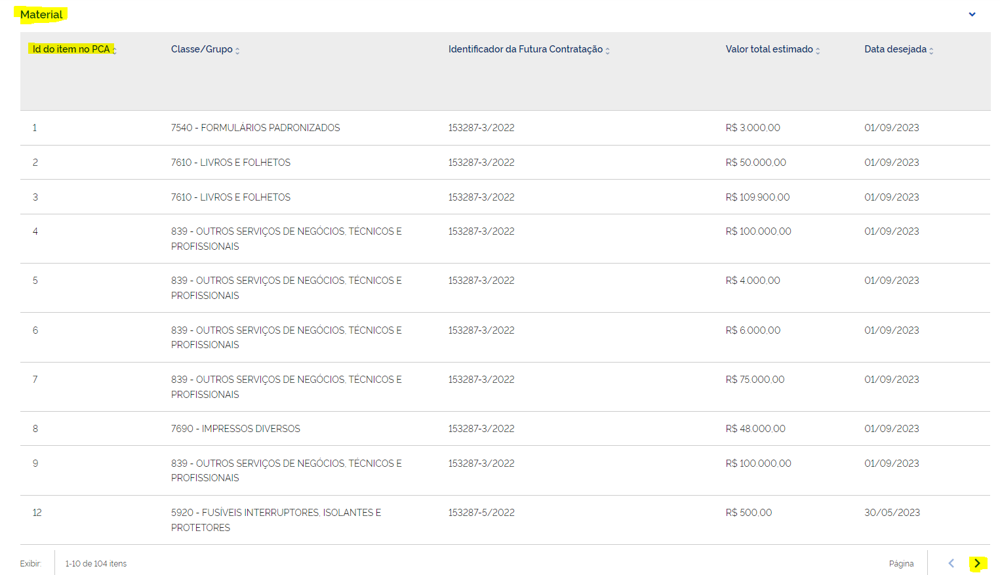 Material
Id do item no PCA Classe/Grupo Identificador da Futura Contratação Valor total estimado Data desejada
1 7540 - FORMULÁRIOS PADRONIZADOS 153287-3/2022 R$ 3.000,00 01/09/2023
2 7610 - LIVROS E FOLHETOS 153287-3/2022 R$ 50.000,00 01/09/2023
3 7610 - LIVROS E FOLHETOS 153287-3/2022 R$ 109.900,00 01/09/2023
4 839 - OUTROS SERVIÇOS DE NEGÓCIOS, TÉCNICOS E 153287-3/2022 R$ 100.000,00 01/09/2023
PROFISSIONAIS
5 839 - OUTROS SERVIÇOS DE NEGÓCIOS, TÉCNICOS E 153287-3/2022 R$ 4.000,00 01/09/2023
PROFISSIONAIS
6 839 - OUTROS SERVIÇOS DE NEGÓCIOS, TÉCNICOS E 153287-3/2022 R$ 6.000,00 01/09/2023
PROFISSIONAIS
7 839 - OUTROS SERVIÇOS DE NEGÓCIOS, TÉCNICOS E 153287-3/2022 R$ 75.000,00 01/09/2023
PROFISSIONAIS
8 7690 - IMPRESSOS DIVERSOS 153287-3/2022 R$ 48.000,00 01/09/2023
9 839 - OUTROS SERVIÇOS DE NEGÓCIOS, TÉCNICOS E 153287-3/2022 R$ 100.000,00 01/09/2023
PROFISSIONAIS
12 5920 - FUSÍVEIS INTERRUPTORES, ISOLANTES E 153287-5/2022 R$ 500,00 30/05/2023
PROTETORES
Exibir: 1-10 de 104 itens Página